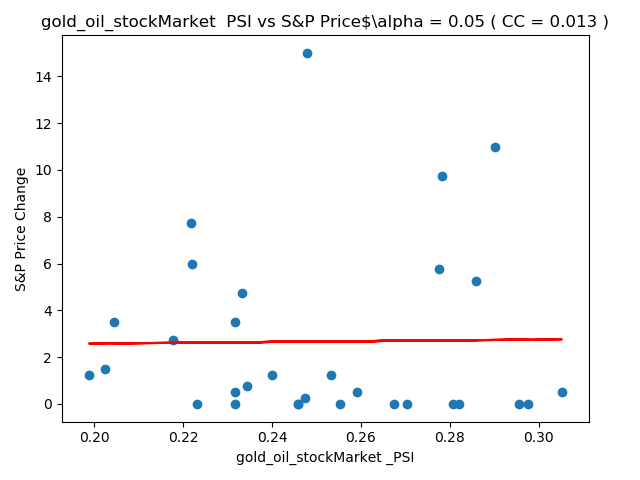 gold_oil_stockMarket  PSI vs S&P Price$\alpha = 0.05 ( CC = 0.013 )
S&P Price Change
14
12
10
8
6
4
2
0
0.20 0.22 0.24 0.26 0.28 0.30
gold_oil_stockMarket _PSI